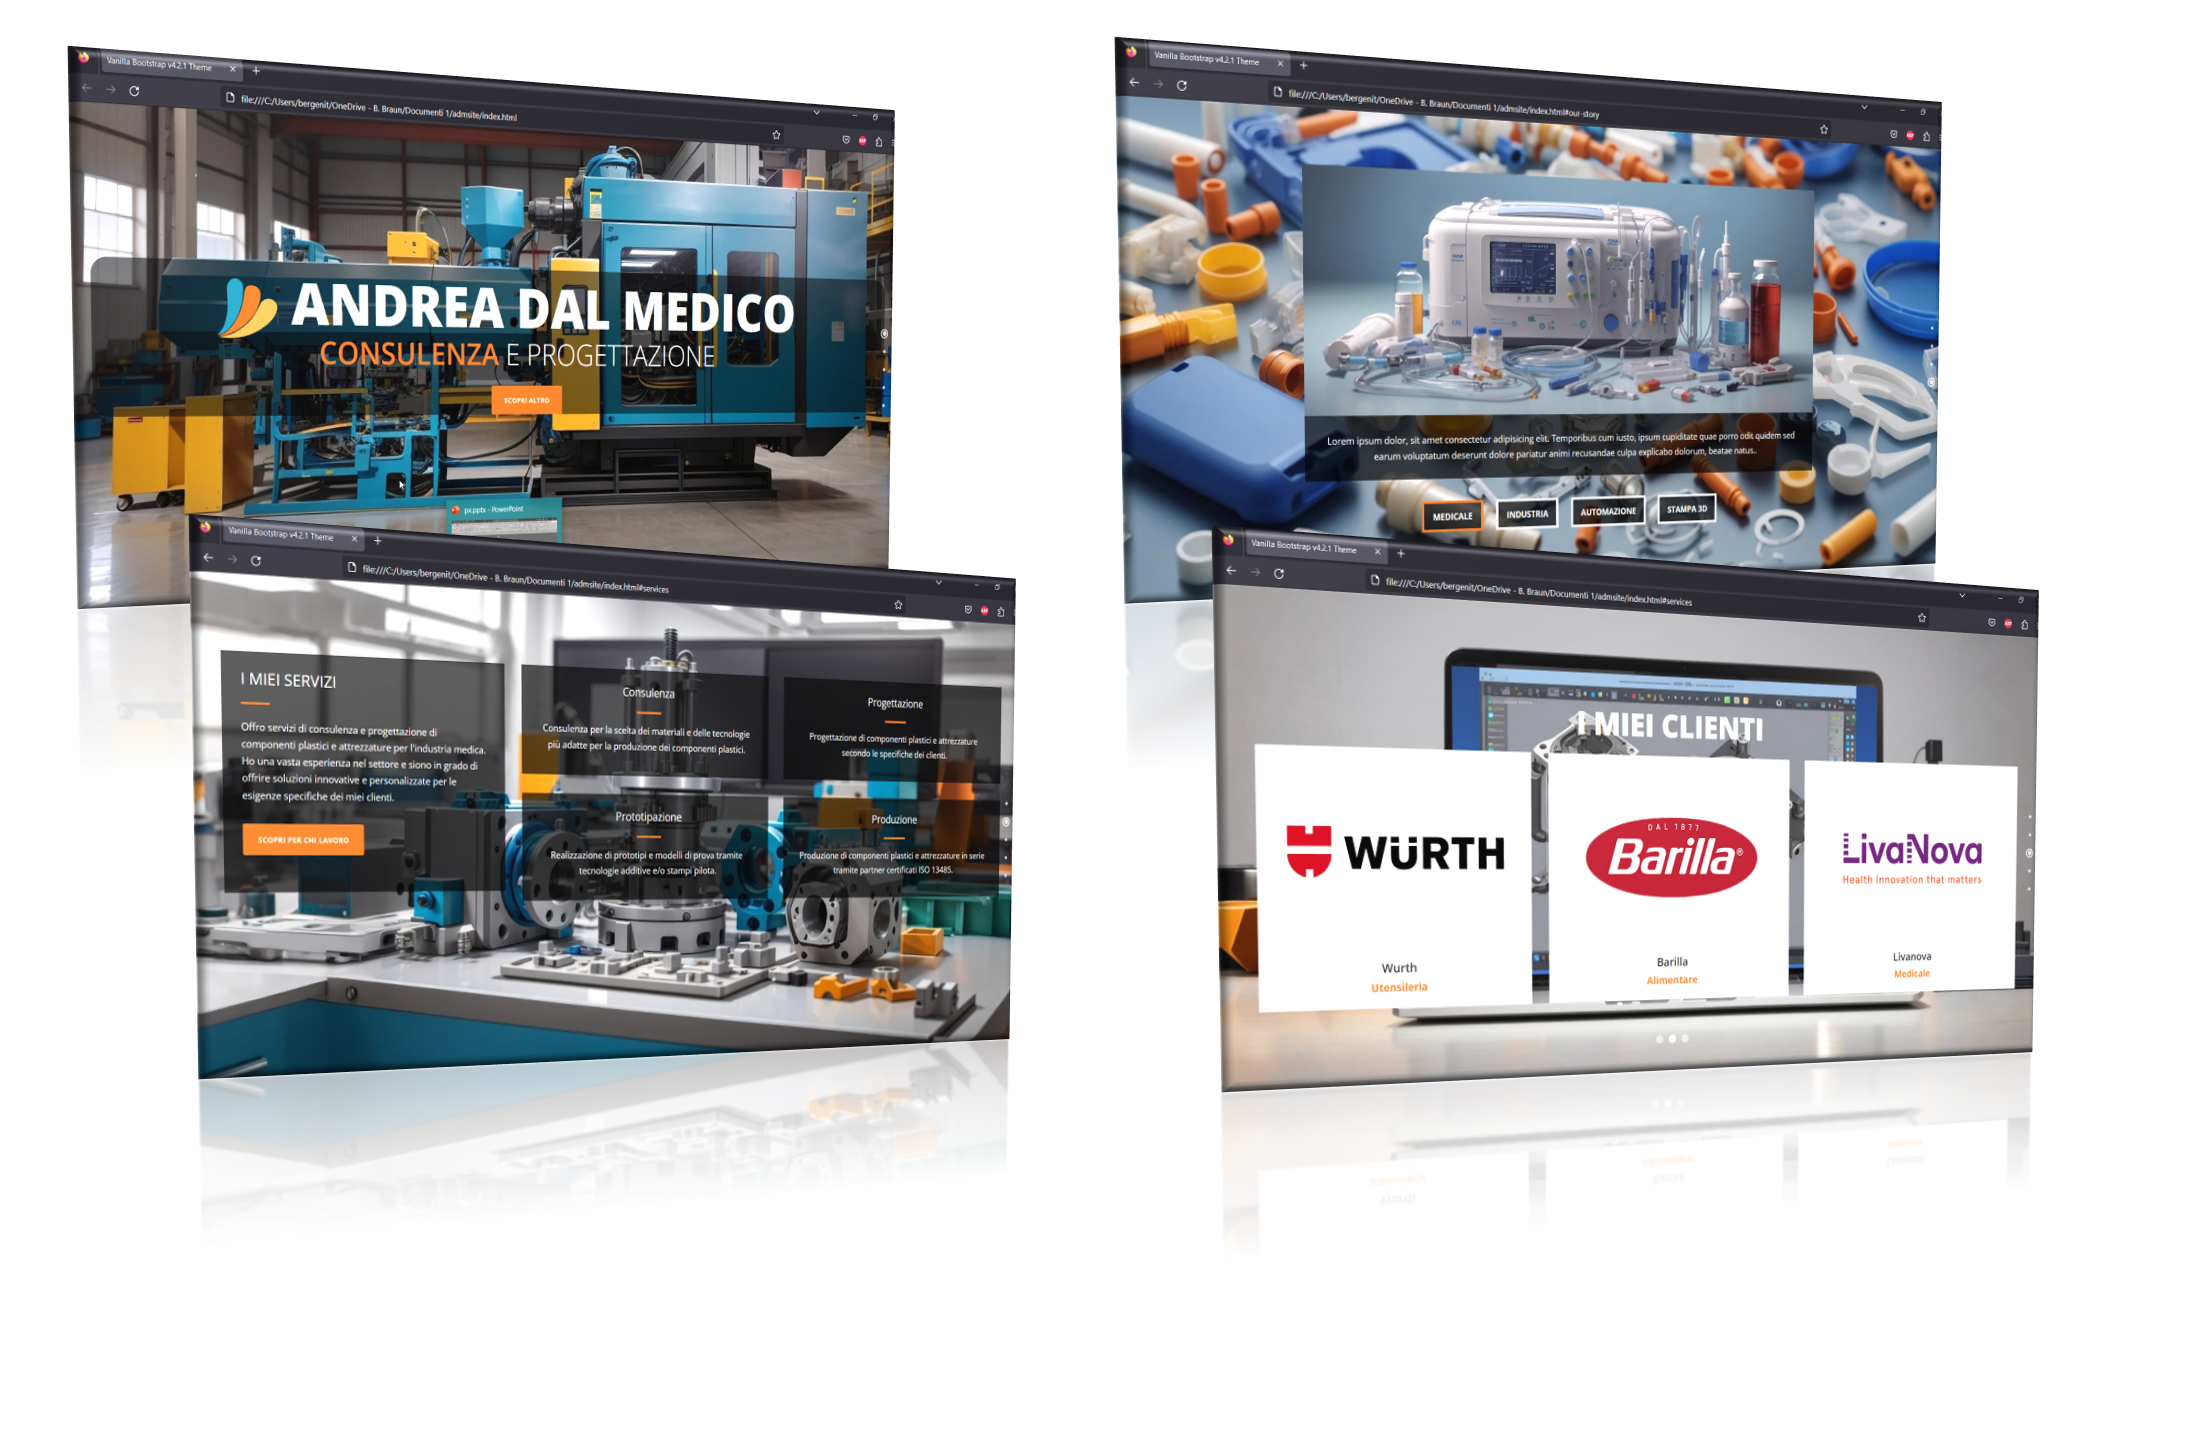 Vanilla Bootstrap v4.2.1 Theme
file:///C:/Users/bergenit/OneDrive - B. Braun/Documenti 1/admsite/index.html
ANDREA DAL MEDICO
CONSULENZA E PROGETTAZIONE
SCOPRI ALTRO
px.pptx - PowerPoint
Vanilla Bootstrap v4.2.1 Theme
file:///C:/Users/bergenit/OneDrive - B. Braun/Documenti 1/admsite/index.html#services
I MIEI SERVIZI
Offro servizi di consulenza e progettazione di
componenti plastici e attrezzature per l'industria medica.
Ho una vasta esperienza nel settore e siono in grado di
offrire soluzioni innovative e personalizzate per le
esigenze specifiche dei miei clienti.
SCOPRI PER CHI LAVORO
Consulenza
Consulenza per la scelta dei materiali e delle tecnologie
più adatte per la produzione dei componenti plastici.
Progettazione
Progettazione di componenti plastici e attrezzature
secondo le specifiche dei clienti.
Prototipazione
Realizzazione di prototipi e modelli di prova tramite
tecnologie additive e/o stampi pilota.
Produzione
Produzione di componenti plastici e attrezzature in serie
tramite partner certificati ISO 13485.
Vanilla Bootstrap v4.2.1 Theme
file:///C:/Users/bergenit/OneDrive - B. Braun/Documenti 1/admsite/index.html#our-story
Lorem ipsum dolor, sit amet consectetur adipisicing elit. Temporibus cum iusto, ipsum cupiditate quae porro odit quidem sed
earum voluptatum deserunt dolore pariatur animi recusandae culpa explicabo dolorum, beatae natus..
MEDICALE
INDUSTRIA
AUTOMAZIONE
STAMPA 3D
Vanilla Bootstrap v4.2.1 Theme
file:///C:/Users/bergenit/OneDrive - B. Braun/Documenti 1/admsite/index.html#services
I MIEI CLIENTI
WÜRTH
Wurth
Utensileria
DAL 1877
Barilla®
Barilla
Alimentare
LivaNova
Health innovation that matters
Livanova
Medicale